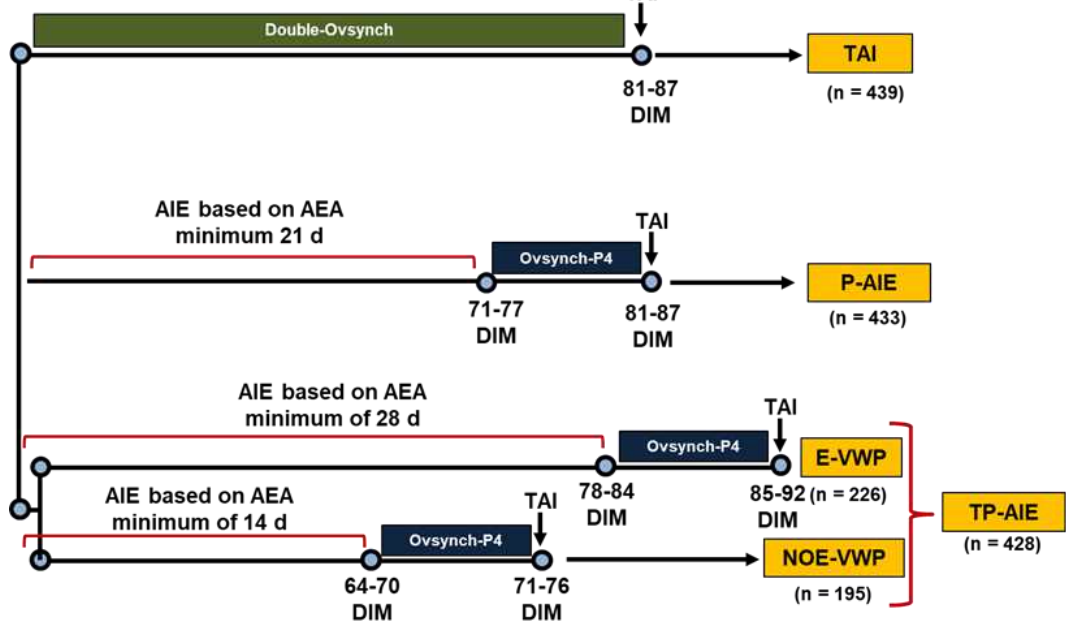 Double-Ovsynch
TAI
81-87
DIM
(n = 439)
AIE based on AEA
minimum 21 d
TAI
Ovsynch-P4
P-AIE
71-77
DIM
81-87
DIM
(n = 433)
AIE based on AEA
minimum of 28 d
TAI
Ovsynch-P4
E-VWP
78-84
DIM
85-92
DIM
(n = 226)
AIE based on AEA
minimum of 14 d
TAI
TP-AIE
(n = 428)
Ovsynch-P4
NOE-VWP
64-70
DIM
71-76
DIM
(n = 195)